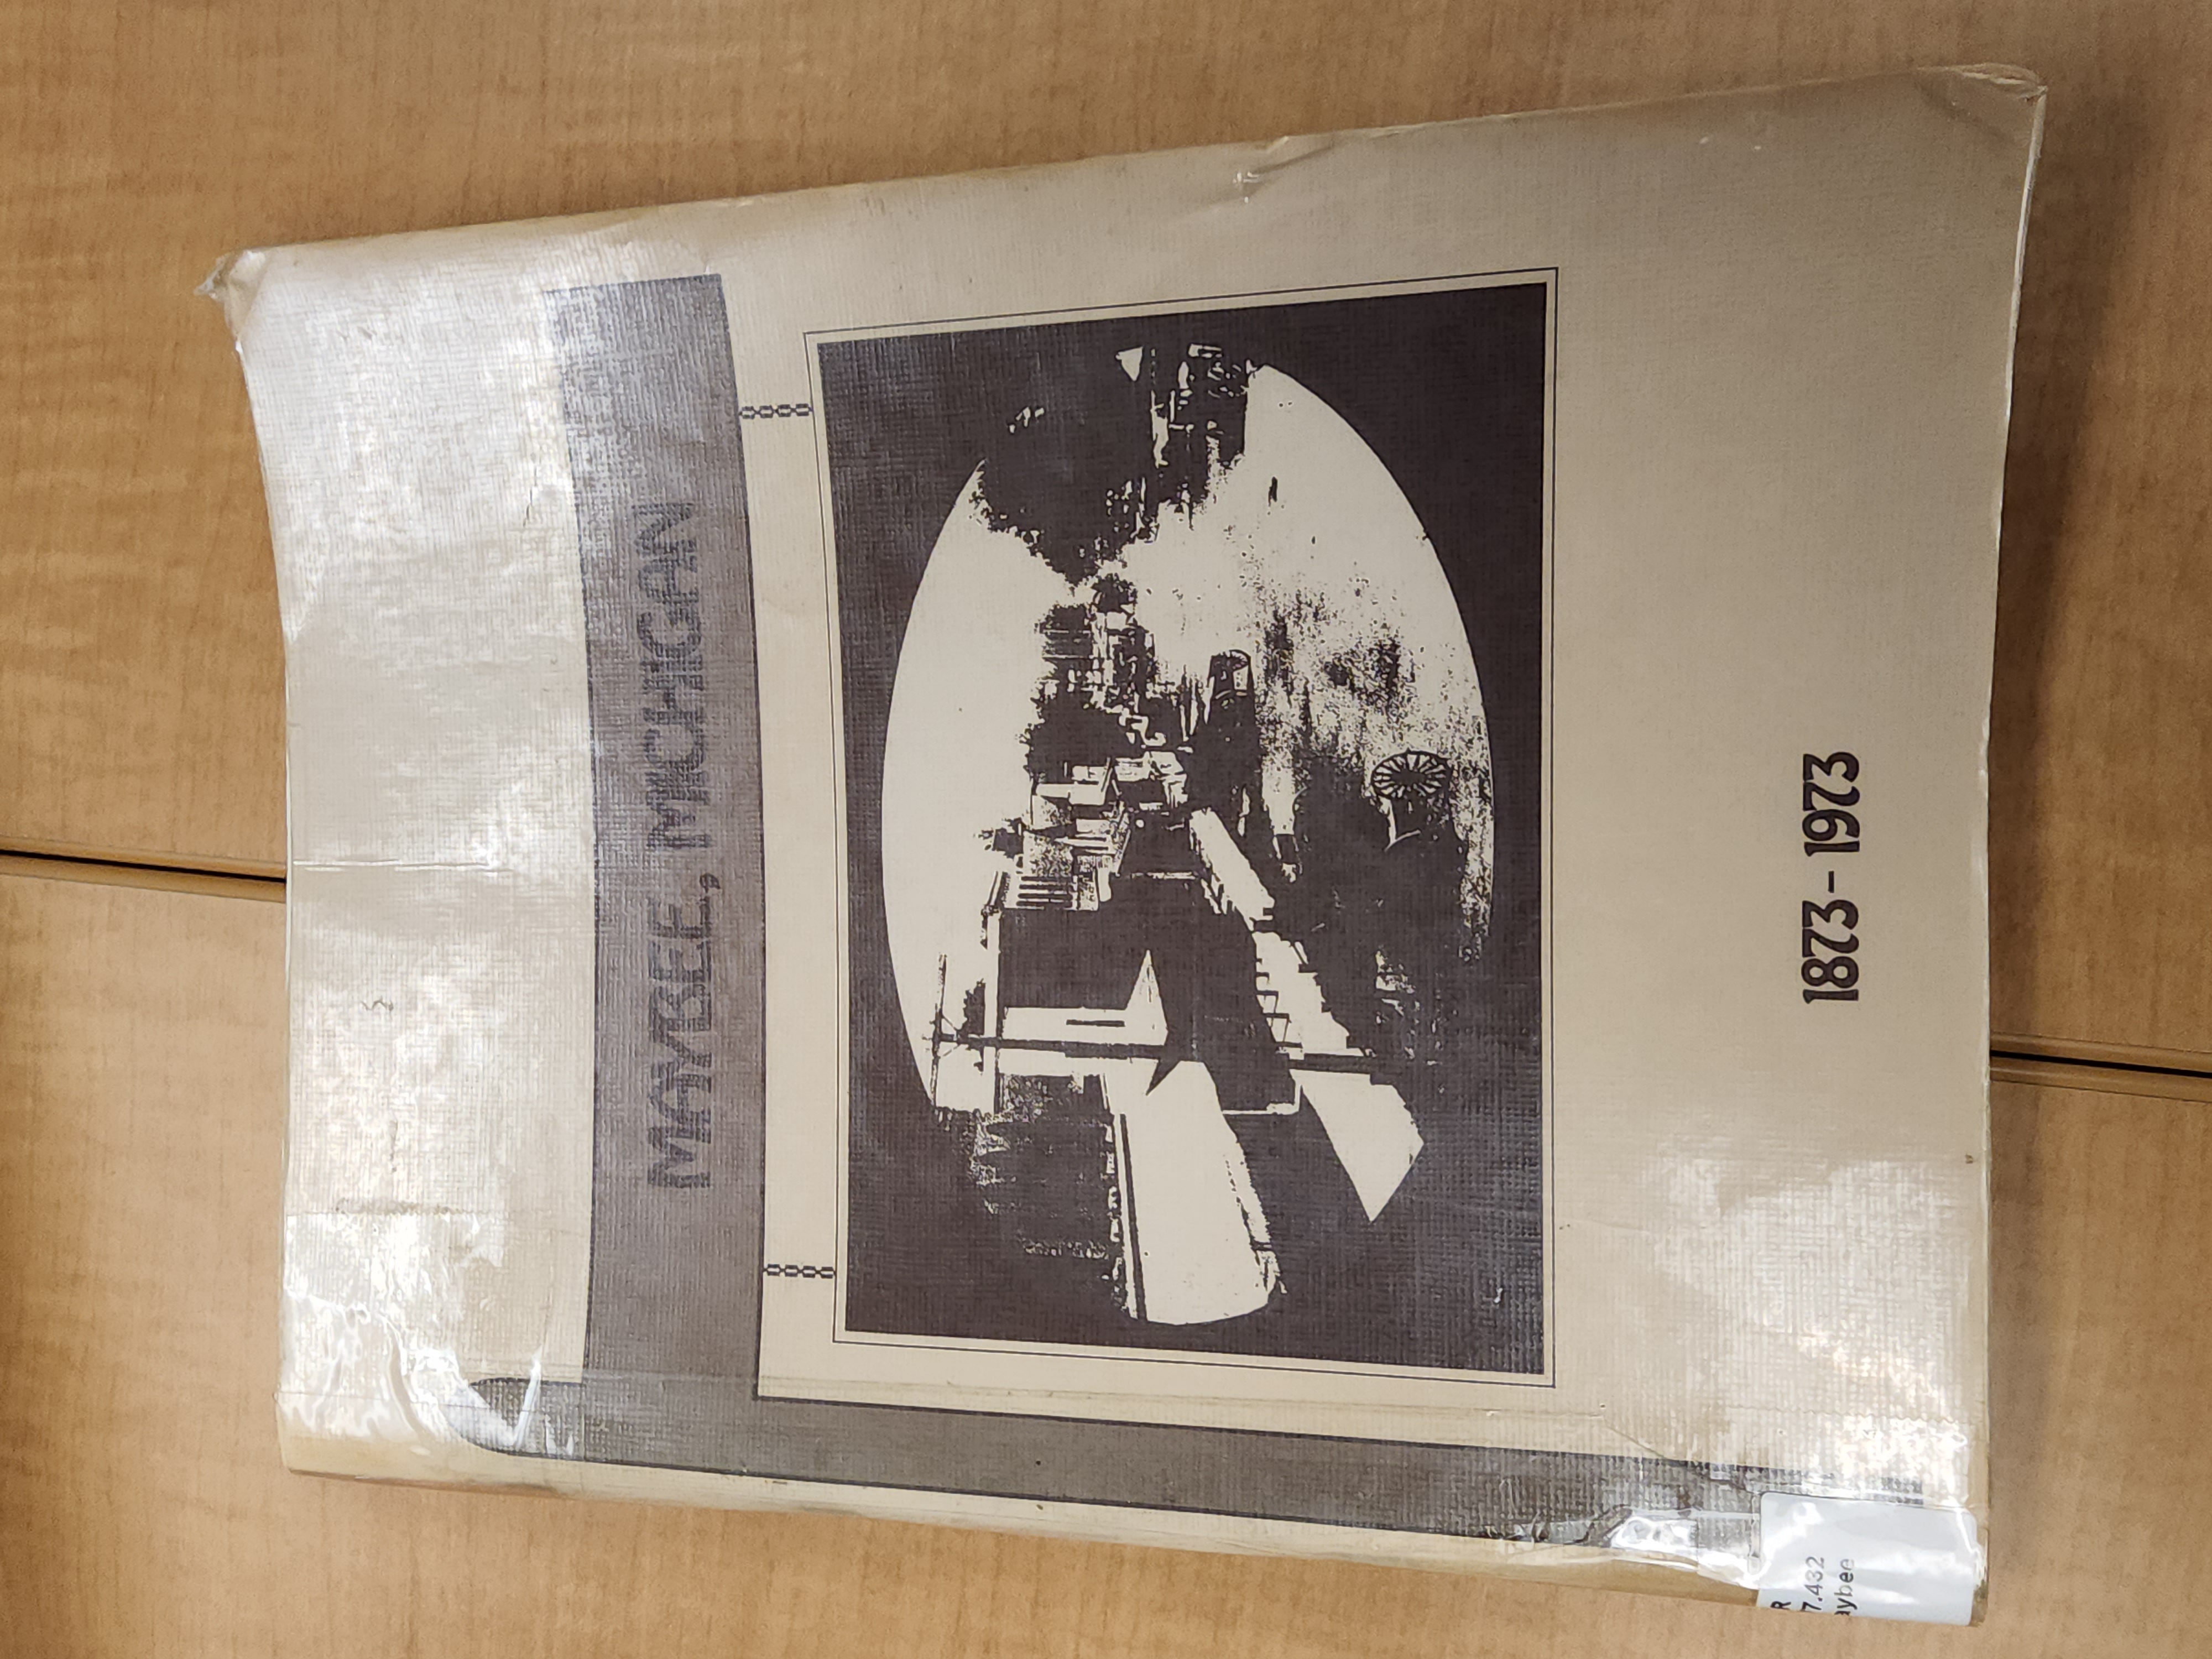 MAYBEE, MICHIGAN
1873-1973
R
7.432
aybee